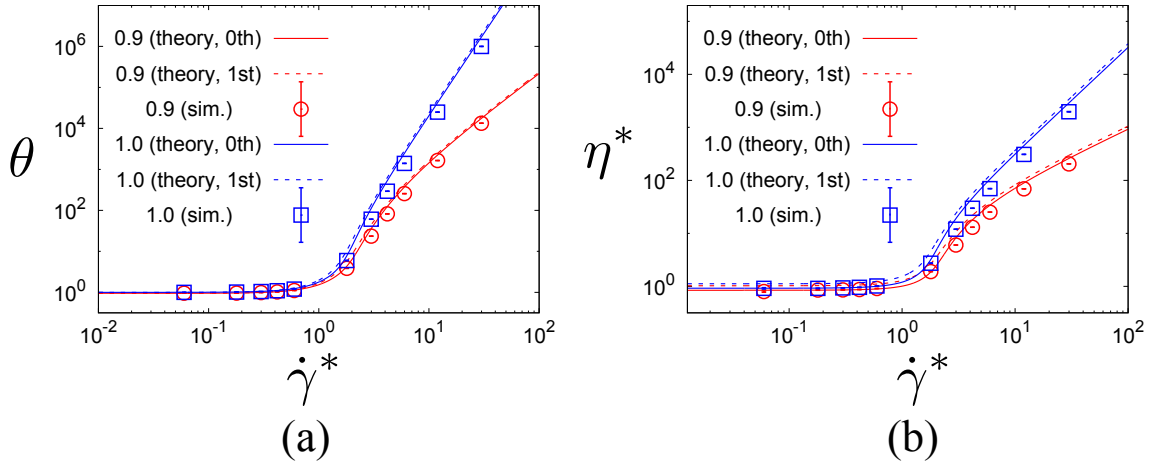 10^6
10^4
10^2
10^0
θ
0.9 (theory, 0th)
0.9 (theory, 1st)
0.9 (sim.)
1.0 (theory, 0th)
1.0 (theory, 1st)
1.0 (sim.)
10^-2 10^-1 10^0 10^1 10^2
γ̇*
(a)
10^4
10^2
10^0
η*
0.9 (theory, 0th)
0.9 (theory, 1st)
0.9 (sim.)
1.0 (theory, 0th)
1.0 (theory, 1st)
1.0 (sim.)
10^-1 10^0 10^1 10^2
γ̇*
(b)